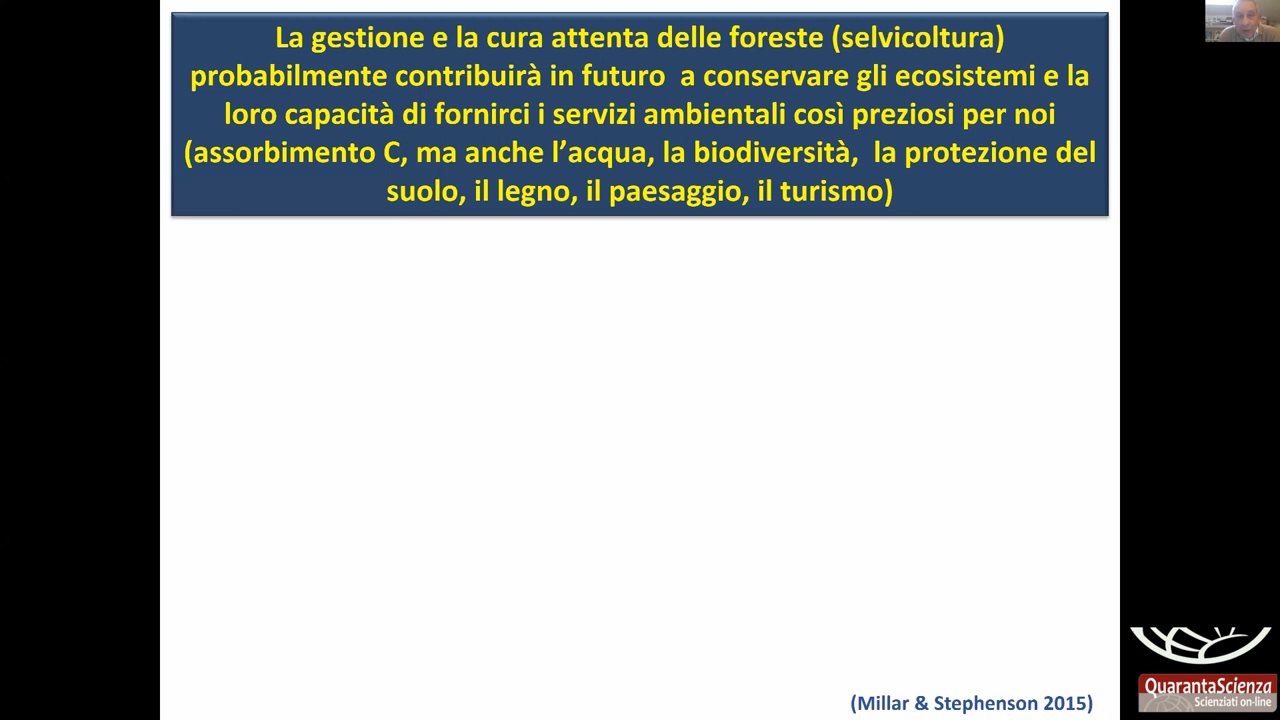 La gestione e la cura attenta delle foreste (selvicoltura)
probabilmente contribuirà in futuro  a conservare gli ecosistemi e la
loro capacità di fornirci i servizi ambientali così preziosi per noi
(assorbimento C, ma anche l’acqua, la biodiversità,  la protezione del
suolo, il legno, il paesaggio, il turismo)
(Millar & Stephenson 2015)
QuarantaScienza
Scienziati on-line